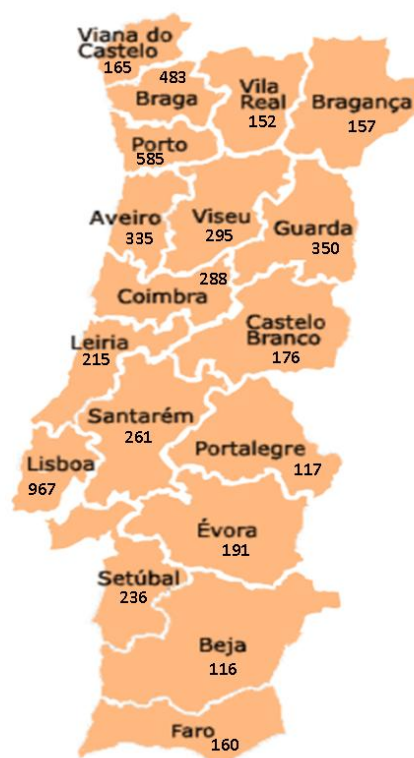 Viana do
Castelo
165
483
Braga
Vila
Real
152
Bragança
157
Porto
585
Aveiro
335
Viseu
295
Guarda
350
288
Coimbra
Castelo
Branco
176
Leiria
215
Santarém
261
Lisboa
967
Portalegre
117
Évora
191
Setúbal
236
Beja
116
Faro
160